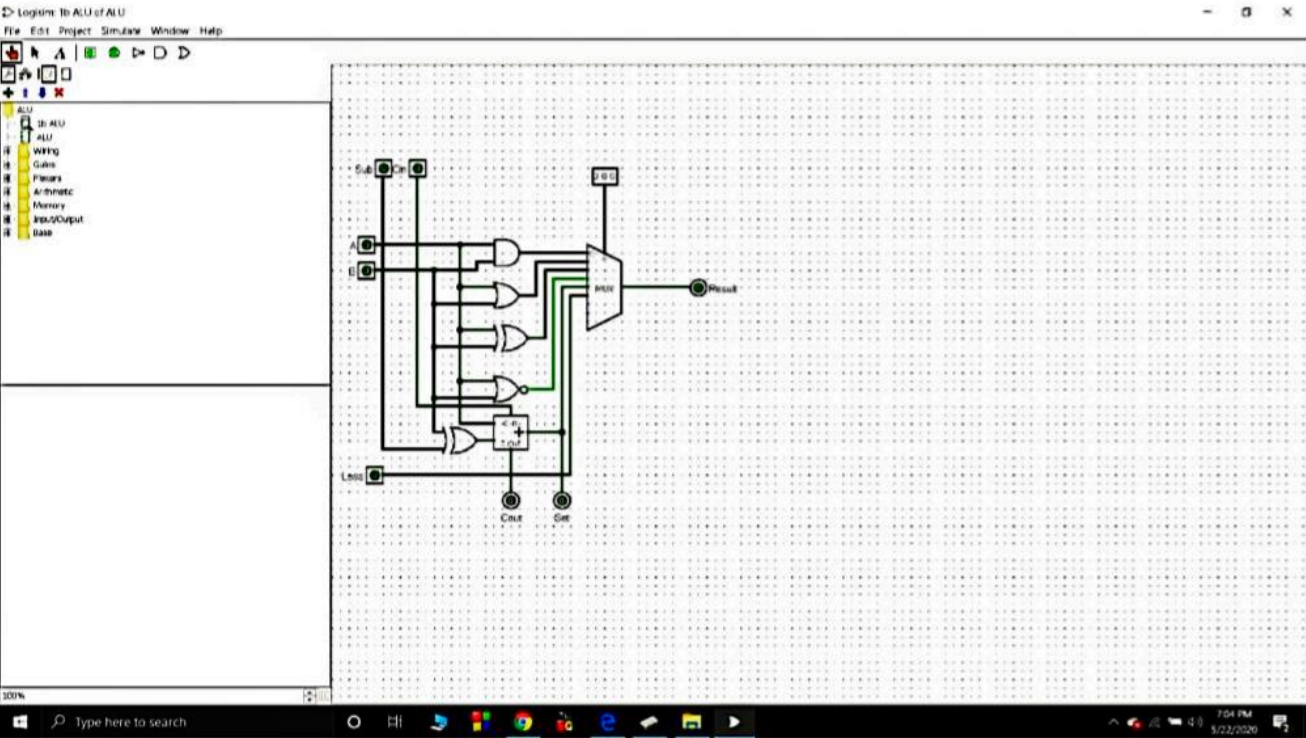 Logisim: 1b ALU of ALU
File Edit Project Simulate Window Help
ALU
1b ALU
ALU
Wiring
Gates
Plexers
Arithmetic
Memory
Input/Output
Base
Sub Cin
A
B
MUX
Result
Less
Cout Set
100%
Type here to search
7:04 PM
5/22/2020